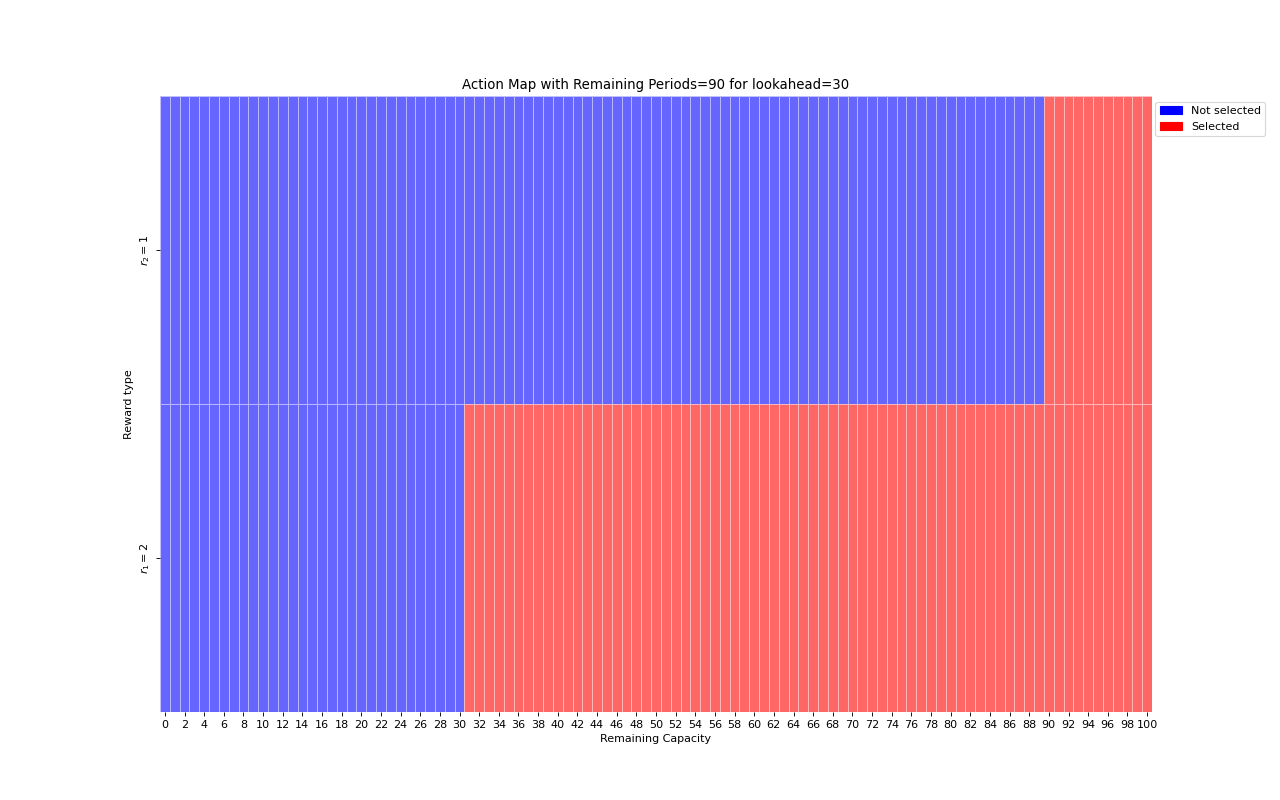 Action Map with Remaining Periods=90 for lookahead=30
Not selected
Selected
r₂ = 1
Reward type
r₁ = 2
0 2 4 6 8 10 12 14 16 18 20 22 24 26 28 30 32 34 36 38 40 42 44 46 48 50 52 54 56 58 60 62 64 66 68 70 72 74 76 78 80 82 84 86 88 90 92 94 96 98 100
Remaining Capacity